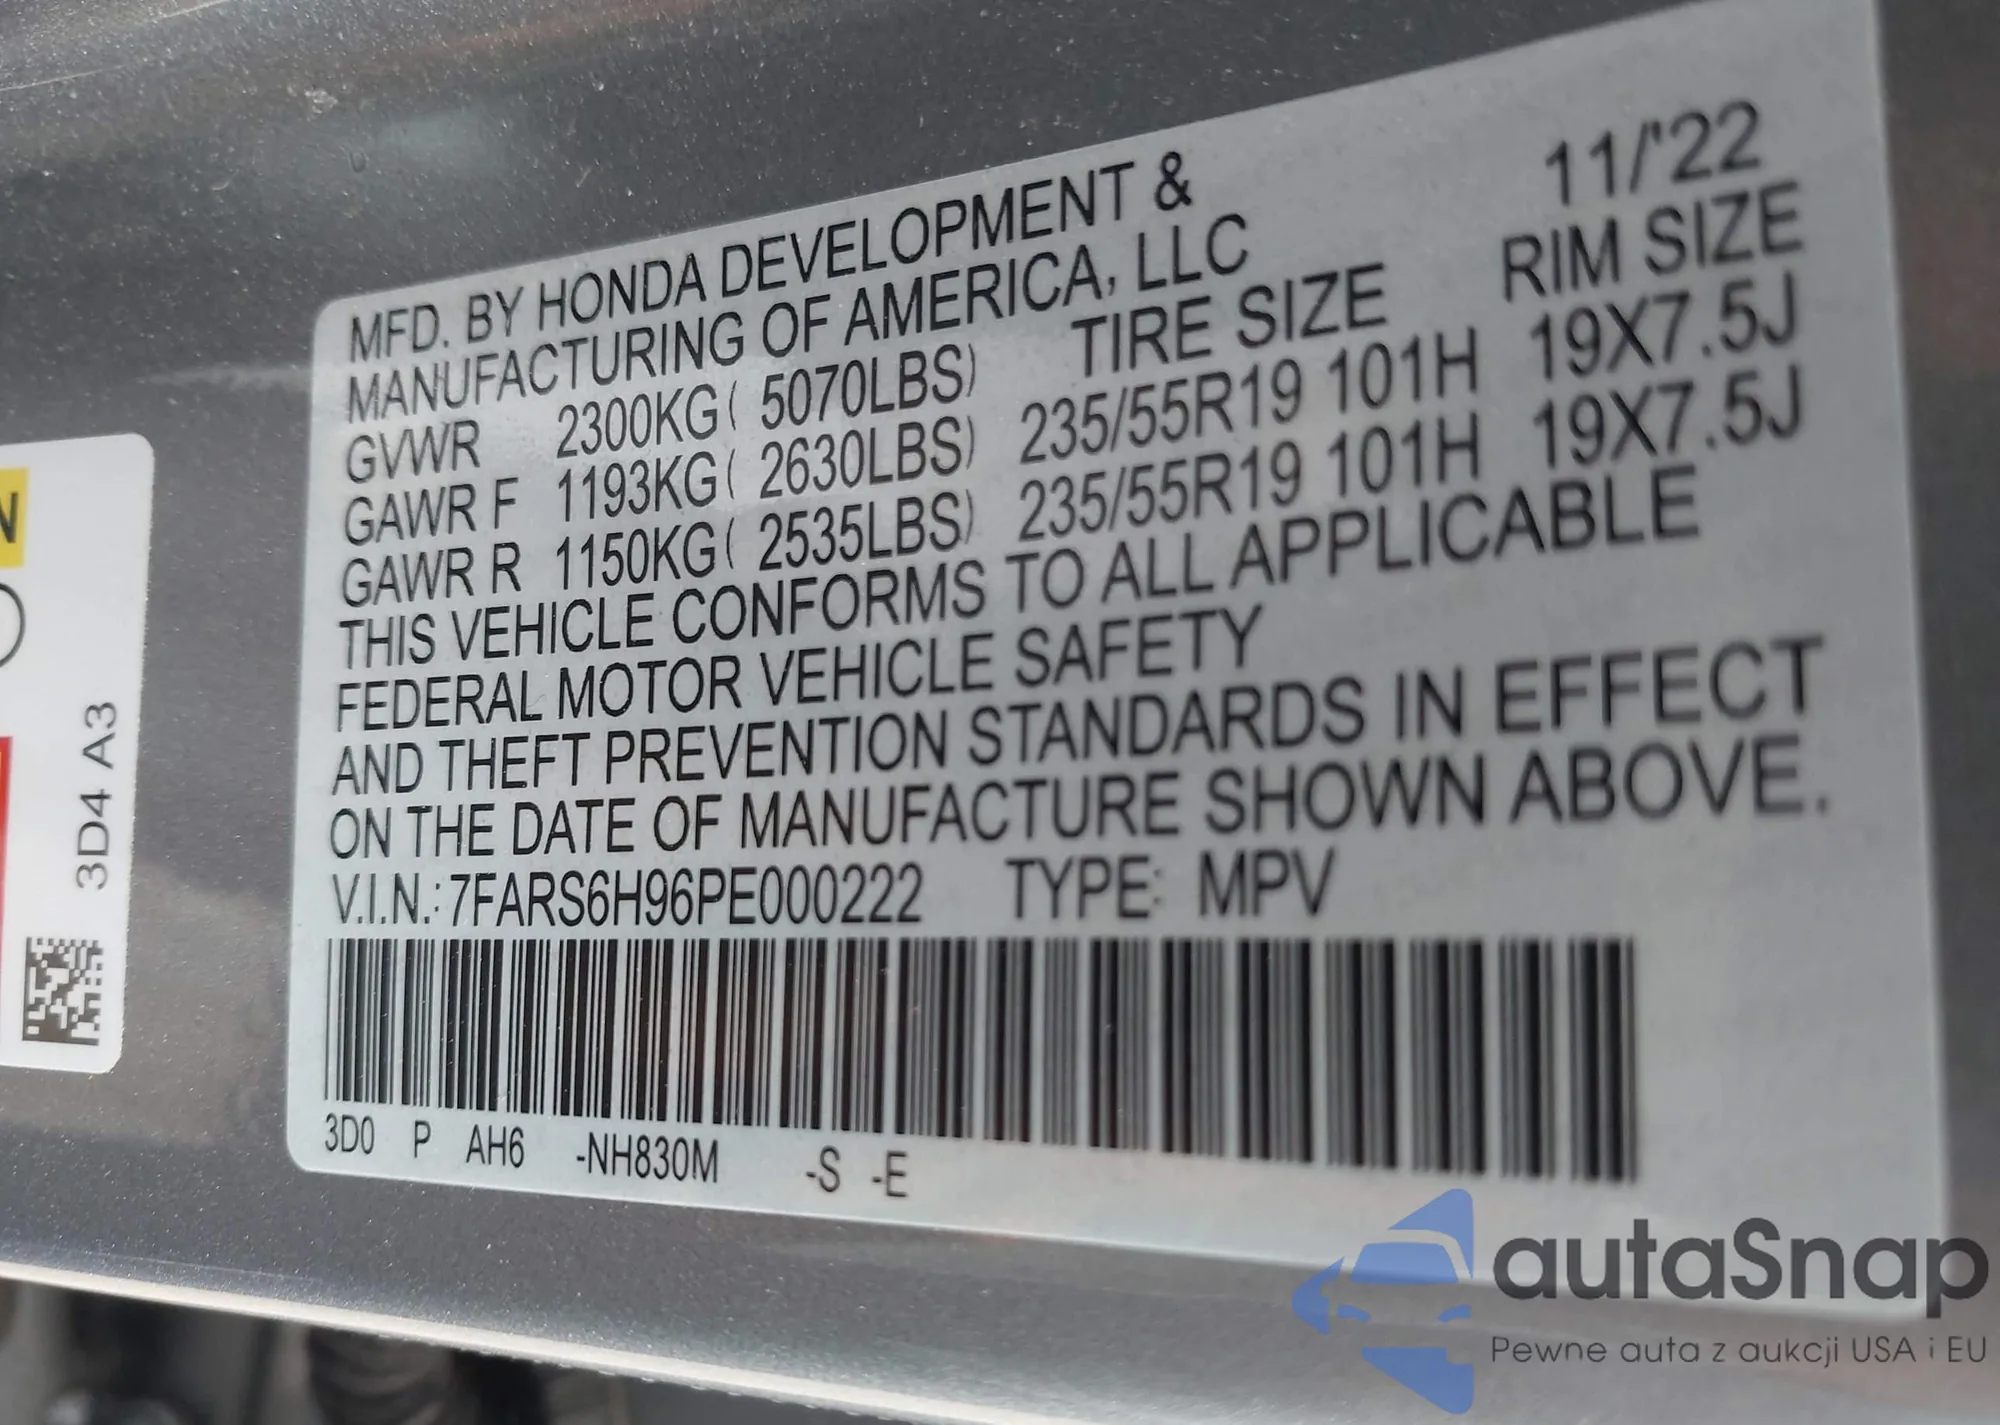 N
3D4 A3
11/'22
MFD. BY HONDA DEVELOPMENT &
MANUFACTURING OF AMERICA, LLC
TIRE SIZE RIM SIZE
GVWR 2300KG( 5070LBS)
GAWR F 1193KG( 2630LBS) 235/55R19 101H 19X7.5J
GAWR R 1150KG( 2535LBS) 235/55R19 101H 19X7.5J
THIS VEHICLE CONFORMS TO ALL APPLICABLE
FEDERAL MOTOR VEHICLE SAFETY
AND THEFT PREVENTION STANDARDS IN EFFECT
ON THE DATE OF MANUFACTURE SHOWN ABOVE.
V.I.N.:7FARS6H96PE000222 TYPE: MPV
3D0 P AH6 -NH830M -S -E
autaSnap
Pewne auta z aukcji USA i EU